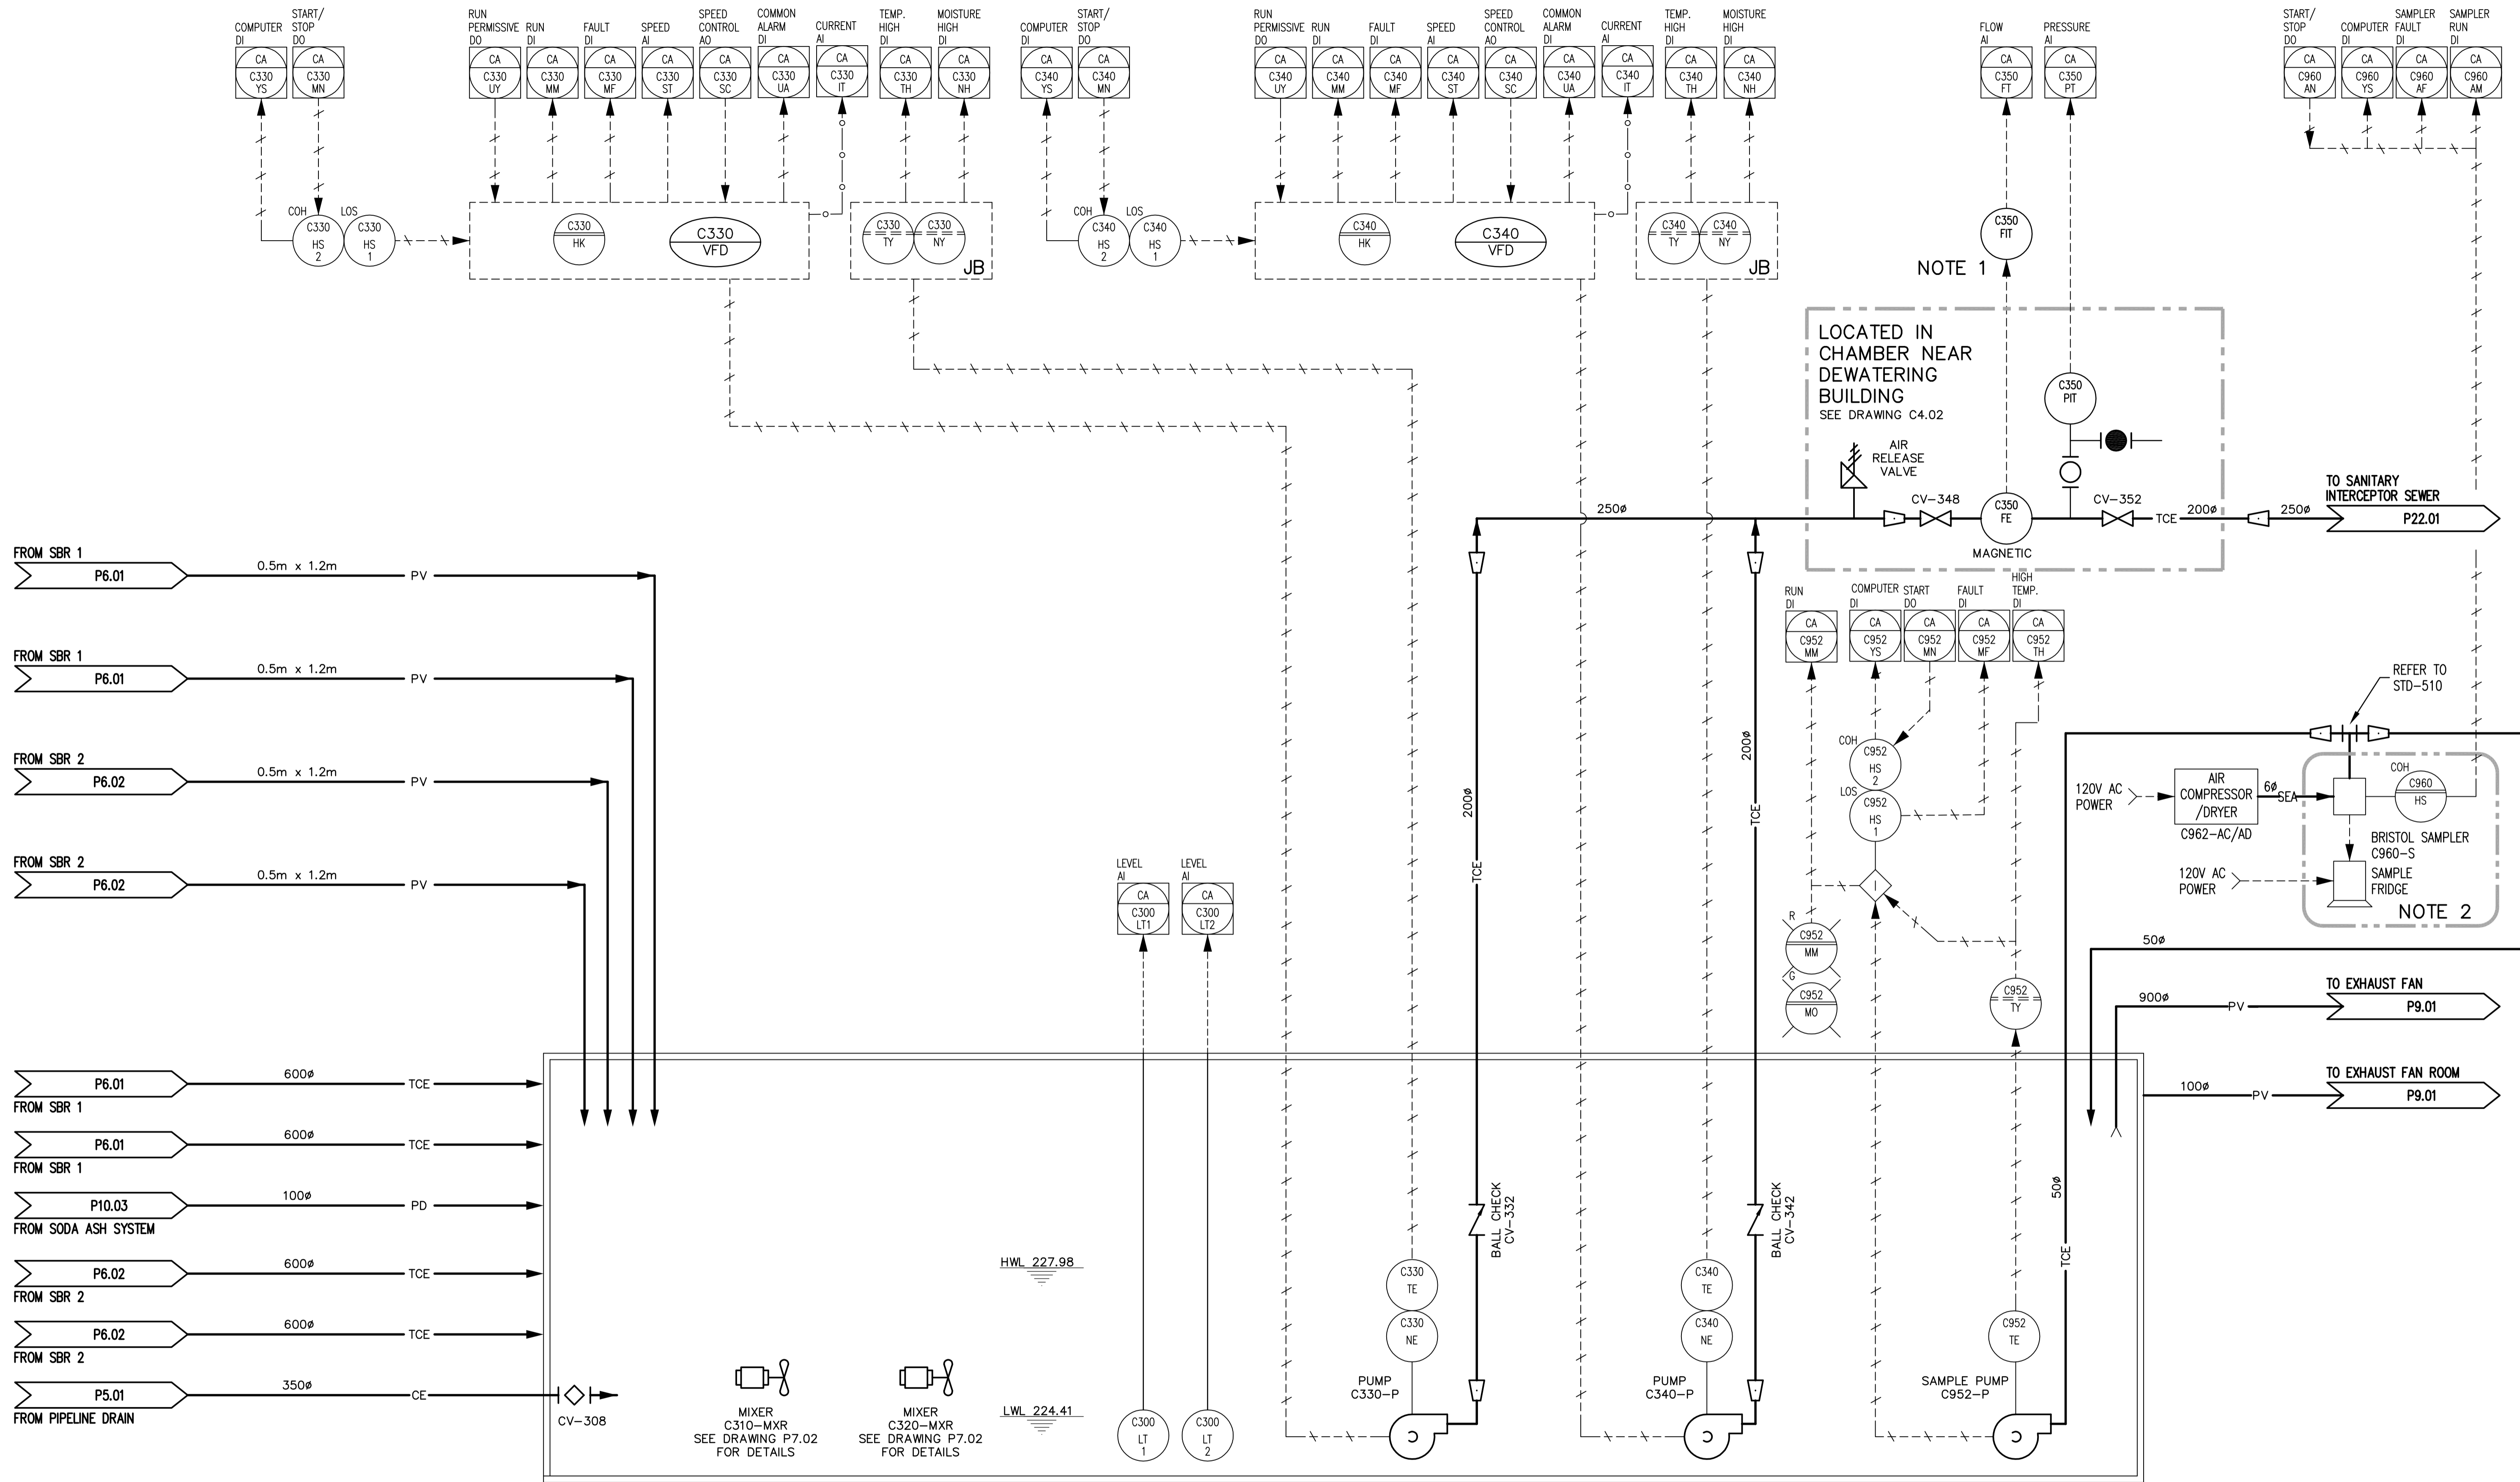 COMPUTER
DI
CA
C330
YS
START/
STOP
DO
CA
C330
MN
RUN
PERMISSIVE
DO
CA
C330
UY
RUN
DI
CA
C330
MM
FAULT
DI
CA
C330
MF
SPEED
AI
CA
C330
ST
SPEED
CONTROL
AO
CA
C330
SC
COMMON
ALARM
DI
CA
C330
UA
CURRENT
AI
CA
C330
IT
TEMP.
HIGH
DI
CA
C330
TH
MOISTURE
HIGH
DI
CA
C330
NH
COMPUTER
DI
CA
C340
YS
START/
STOP
DO
CA
C340
MN
RUN
PERMISSIVE
DO
CA
C340
UY
RUN
DI
CA
C340
MM
FAULT
DI
CA
C340
MF
SPEED
AI
CA
C340
ST
SPEED
CONTROL
AO
CA
C340
SC
COMMON
ALARM
DI
CA
C340
UA
CURRENT
AI
CA
C340
IT
TEMP.
HIGH
DI
CA
C340
TH
MOISTURE
HIGH
DI
CA
C340
NH
FLOW
AI
CA
C350
FT
PRESSURE
AI
CA
C350
PT
START/
STOP
DO
CA
C960
AN
COMPUTER
DI
CA
C960
YS
SAMPLER
FAULT
DI
CA
C960
AF
SAMPLER
RUN
DI
CA
C960
AM
COH
C330
HS
2
LOS
C330
HS
1
C330
HK
C330
VFD
C330
TY
C330
NY
JB
COH
C340
HS
2
LOS
C340
HS
1
C340
HK
C340
VFD
C340
TY
C340
NY
JB
C350
FIT
NOTE 1
LOCATED IN
CHAMBER NEAR
DEWATERING
BUILDING
SEE DRAWING C4.02
C350
PIT
AIR
RELEASE
VALVE
250ø
CV-348
C350
FE
MAGNETIC
CV-352
TCE
200ø
250ø
TO SANITARY
INTERCEPTOR SEWER
P22.01
FROM SBR 1
P6.01
0.5m x 1.2m
PV
FROM SBR 1
P6.01
0.5m x 1.2m
PV
FROM SBR 2
P6.02
0.5m x 1.2m
PV
FROM SBR 2
P6.02
0.5m x 1.2m
PV
RUN
DI
CA
C952
MM
COMPUTER
DI
CA
C952
YS
START
DO
CA
C952
MN
FAULT
DI
CA
C952
MF
HIGH
TEMP.
DI
CA
C952
TH
REFER TO
STD-510
COH
C952
HS
2
LOS
C952
HS
1
I
R
C952
MM
G
C952
MO
C952
TY
200ø
TCE
200ø
TCE
120V AC
POWER
AIR
COMPRESSOR
/DRYER
C962-AC/AD
6ø
SEA
COH
C960
HS
BRISTOL SAMPLER
C960-S
SAMPLE
FRIDGE
120V AC
POWER
NOTE 2
50ø
TO EXHAUST FAN
900ø
PV
P9.01
TO EXHAUST FAN ROOM
100ø
PV
P9.01
LEVEL
AI
CA
C300
LT1
LEVEL
AI
CA
C300
LT2
P6.01
600ø
TCE
FROM SBR 1
P6.01
600ø
TCE
FROM SBR 1
P10.03
100ø
PD
FROM SODA ASH SYSTEM
P6.02
600ø
TCE
FROM SBR 2
P6.02
600ø
TCE
FROM SBR 2
P5.01
350ø
CE
FROM PIPELINE DRAIN
CV-308
MIXER
C310-MXR
SEE DRAWING P7.02
FOR DETAILS
MIXER
C320-MXR
SEE DRAWING P7.02
FOR DETAILS
HWL 227.98
LWL 224.41
C300
LT
1
C300
LT
2
BALL CHECK
CV-332
C330
TE
C330
NE
PUMP
C330-P
BALL CHECK
CV-342
C340
TE
C340
NE
PUMP
C340-P
C952
TE
SAMPLE PUMP
C952-P
50ø
TCE